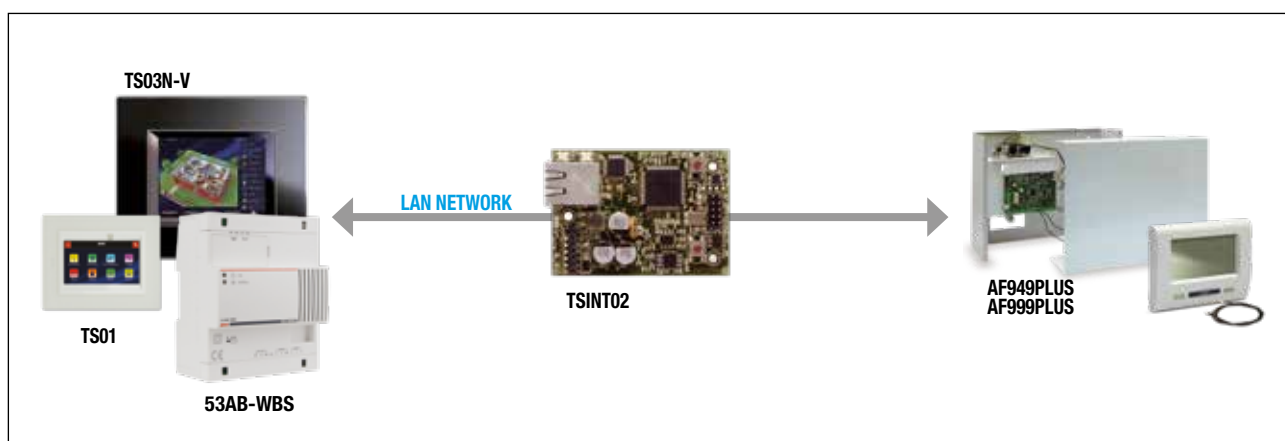 TS03N-V
LAN NETWORK
TS01
53AB-WBS
TSINT02
AF949PLUS
AF999PLUS